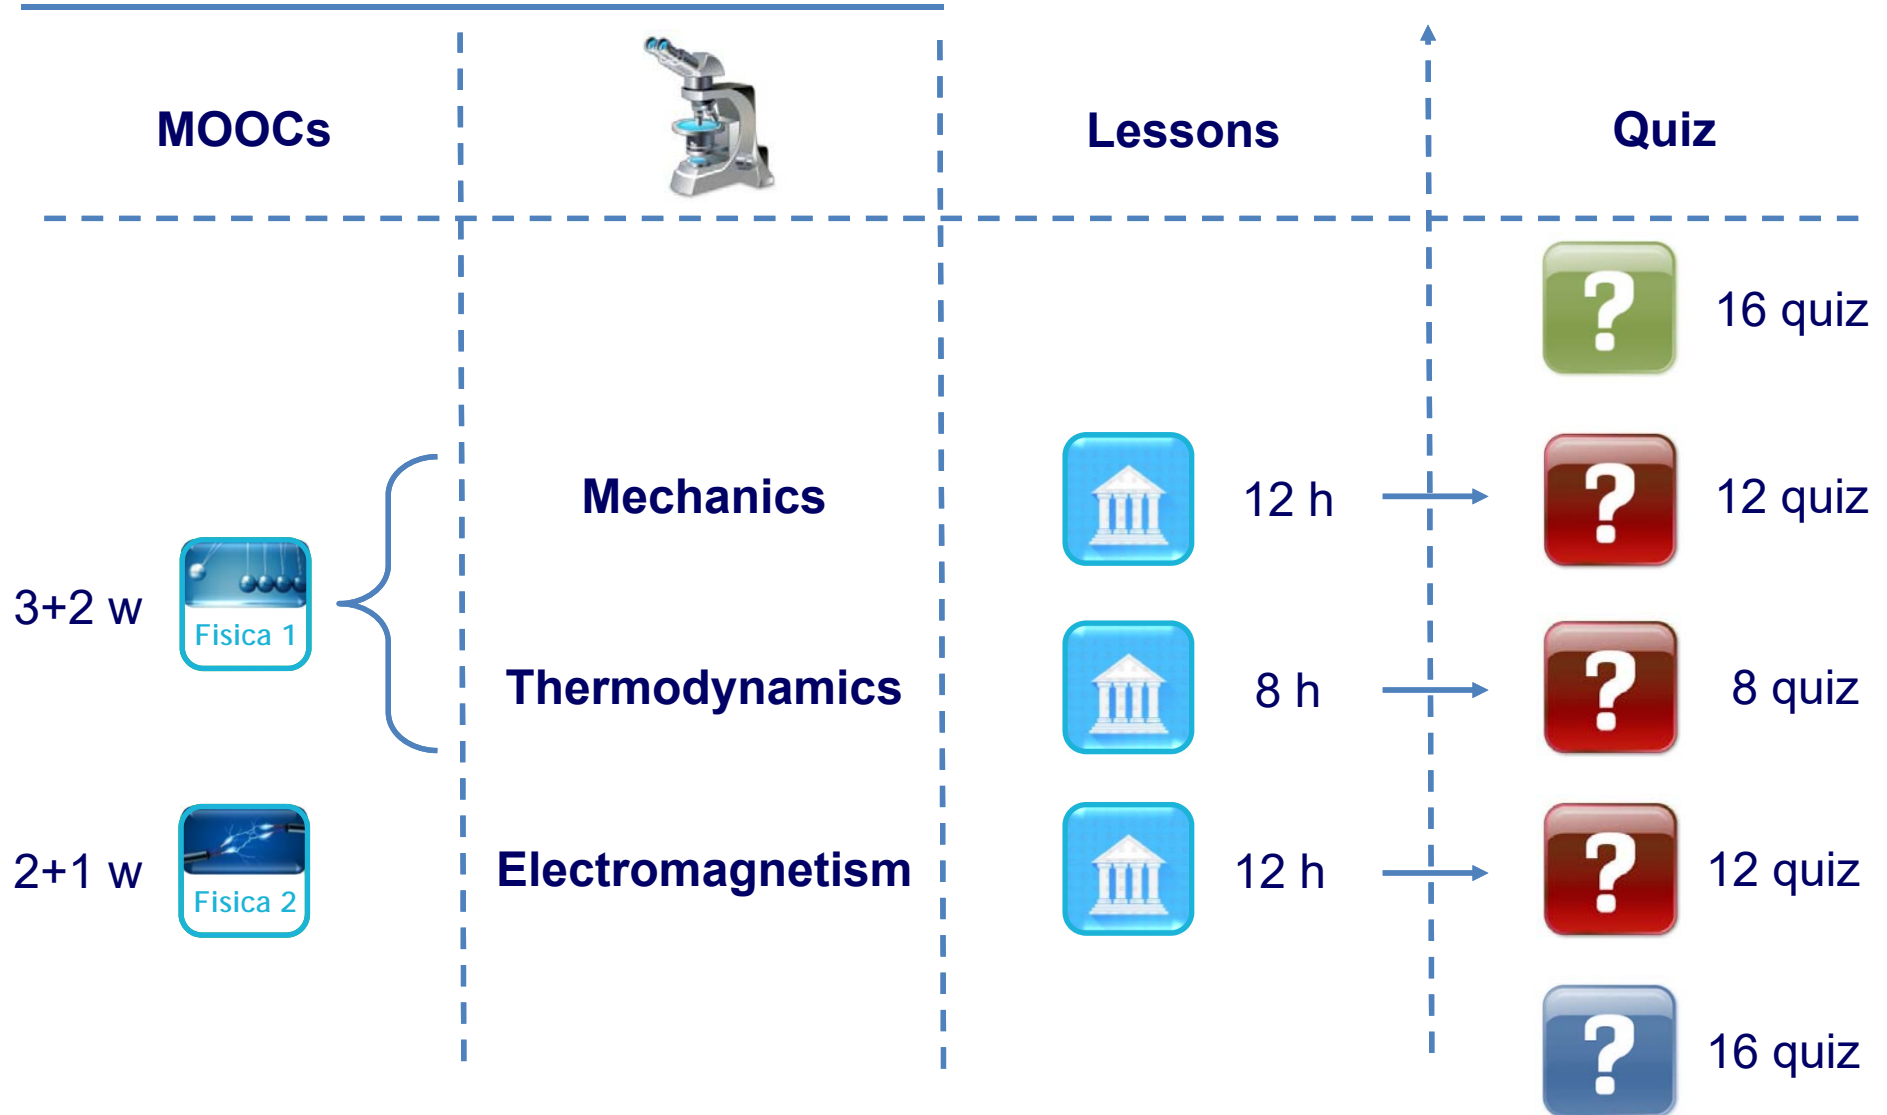 MOOCs
Lessons
Quiz
?
16 quiz
Mechanics
12 h
?
12 quiz
3+2 w
Fisica 1
Thermodynamics
8 h
?
8 quiz
2+1 w
Fisica 2
Electromagnetism
12 h
?
12 quiz
?
16 quiz